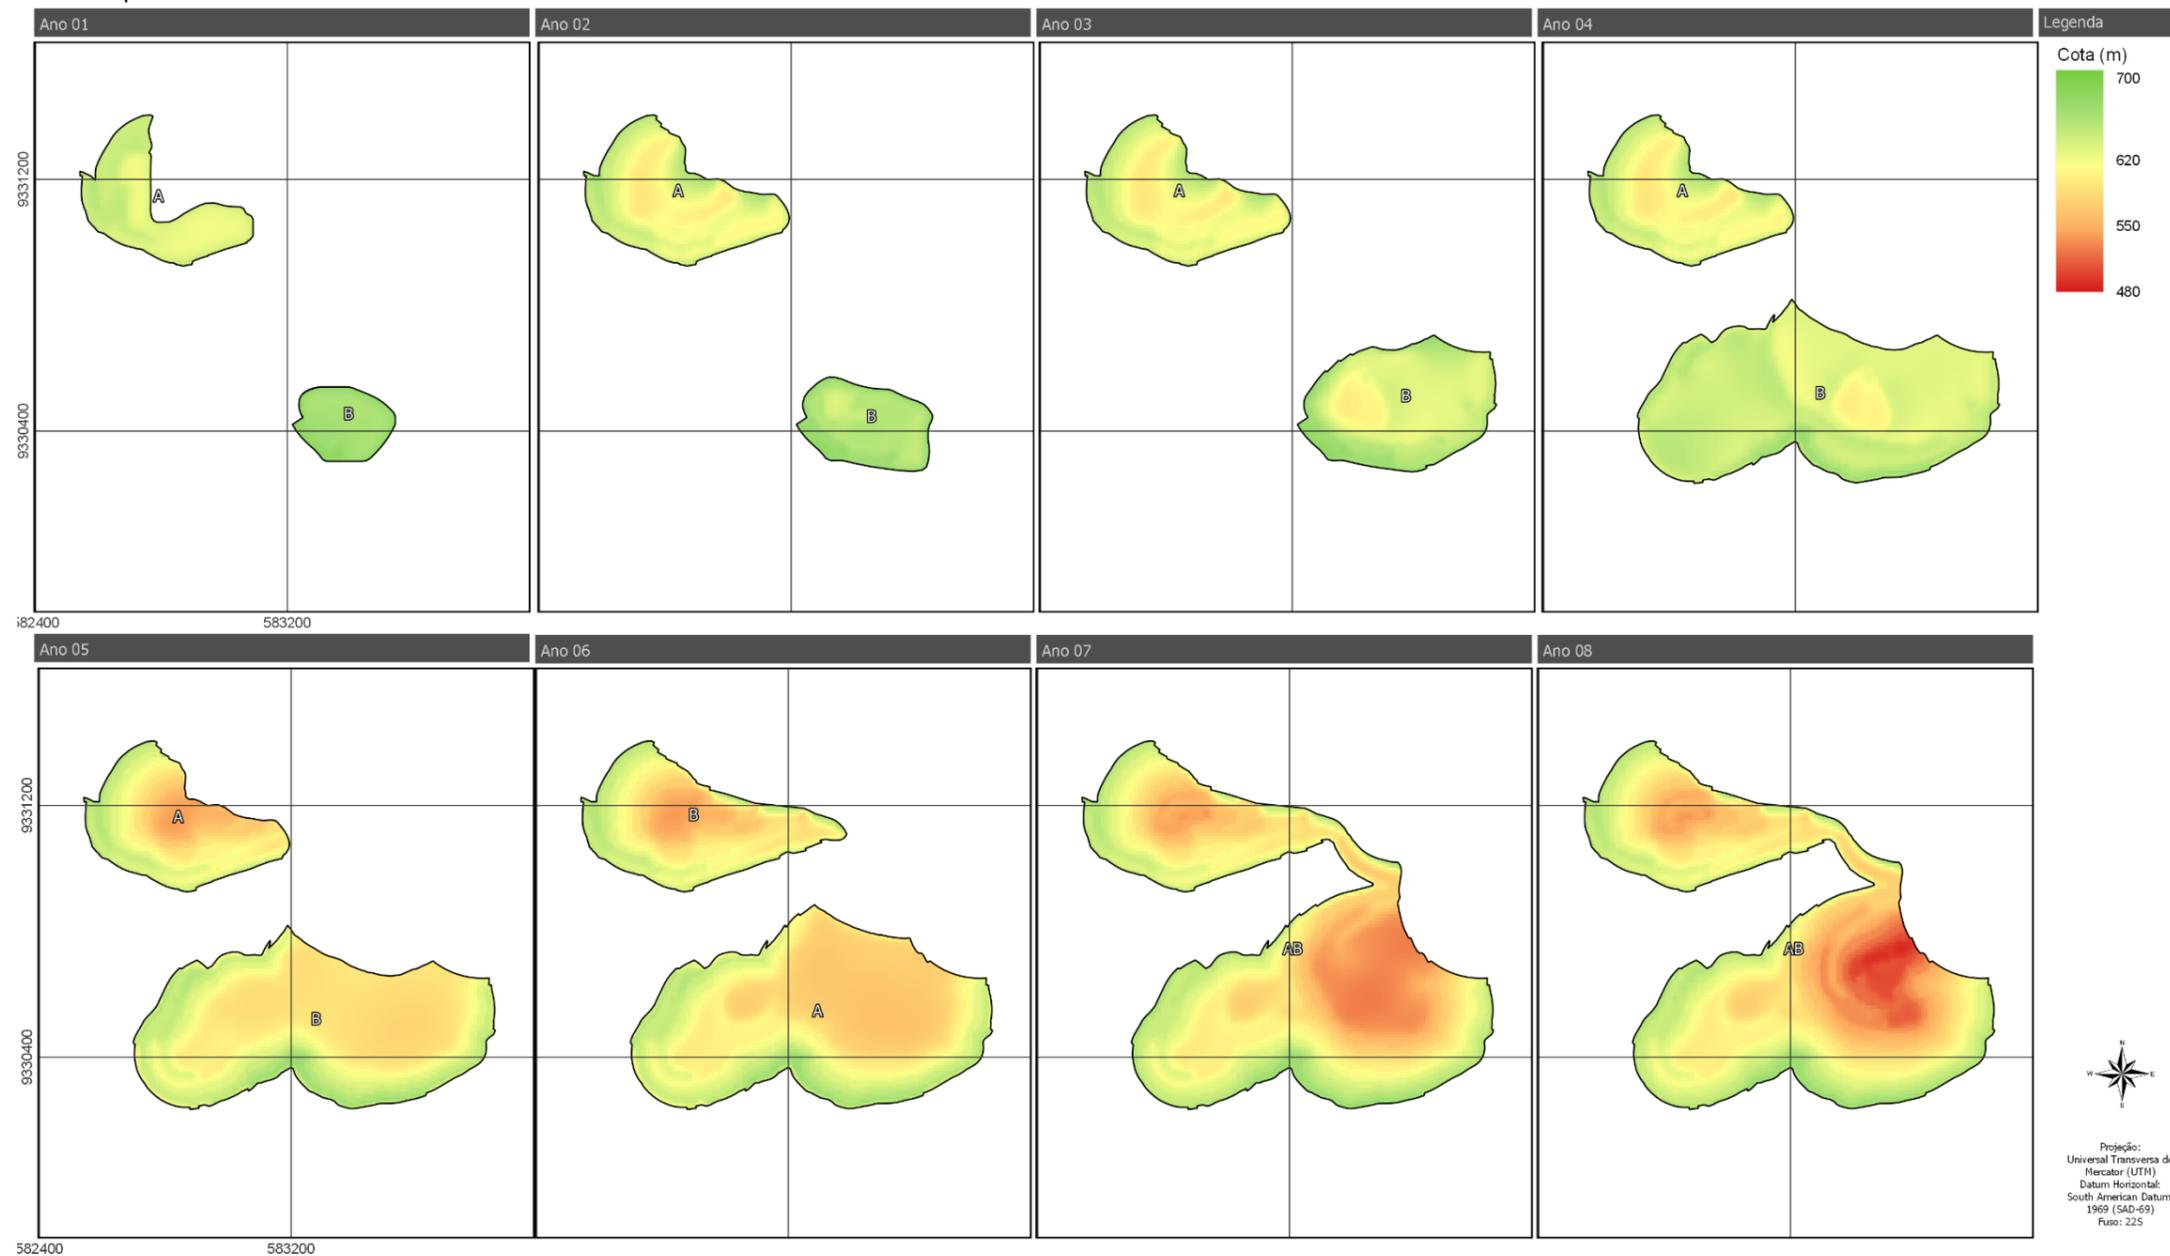 Ano 01
Ano 02
Ano 03
Ano 04
Legenda
Cota (m)
700
620
550
480
9331200
9330400
A
B
A
B
A
B
A
B
582400
583200
Ano 05
Ano 06
Ano 07
Ano 08
9331200
9330400
A
B
B
A
AB
AB
582400
583200
N
W
E
S
Projeção:
Universal Transversa
Mercator (UTM)
Datum Horizontal:
South American Datum
1969 (SAD-69)
Fuso: 22S